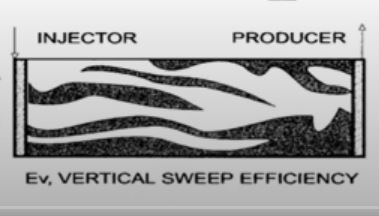 INJECTOR PRODUCER
Ev, VERTICAL SWEEP EFFICIENCY